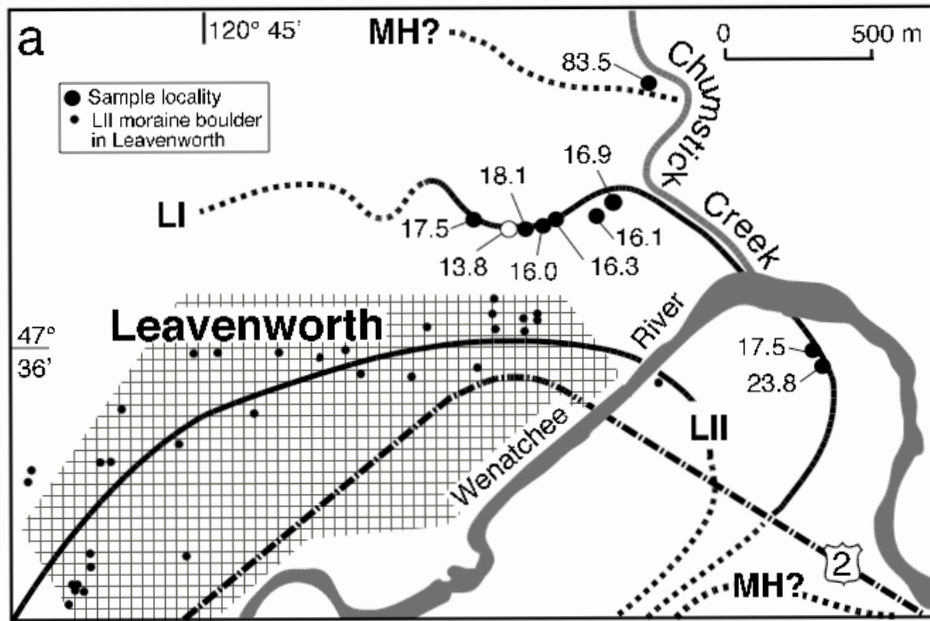 a
120° 45’
MH?
0 500 m
83.5
Chumstick
Creek
Sample locality
LII moraine boulder
in Leavenworth
16.9
18.1
LI
17.5
13.8
16.0
16.3
16.1
Leavenworth
River
47°
36’
17.5
23.8
LII
Wenatchee
2
MH?